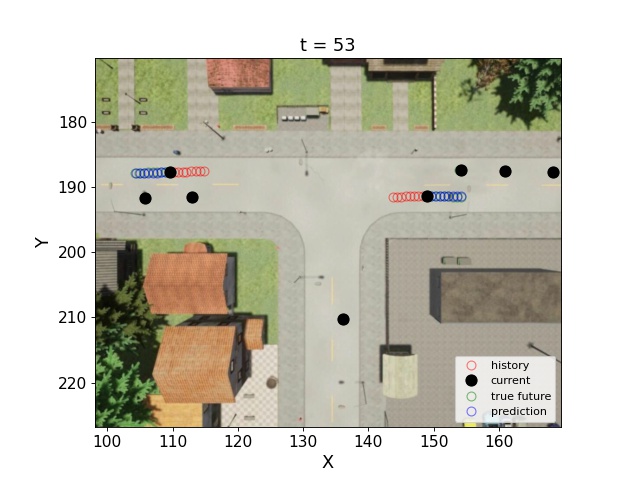 t = 53
Y
180
190
200
210
220
100 110 120 130 140 150 160
X
history
current
true future
prediction